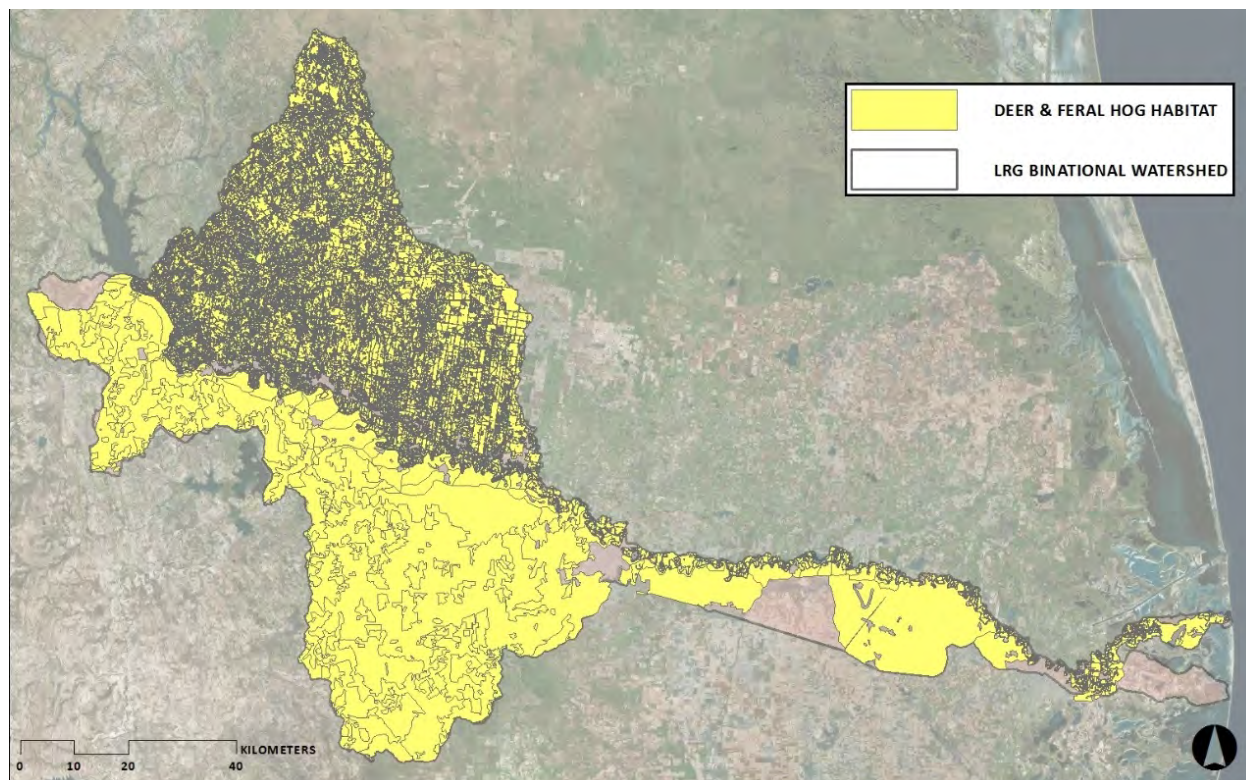 DEER & FERAL HOG HABITAT
LRG BINATIONAL WATERSHED
KILOMETERS
0 10 20 40